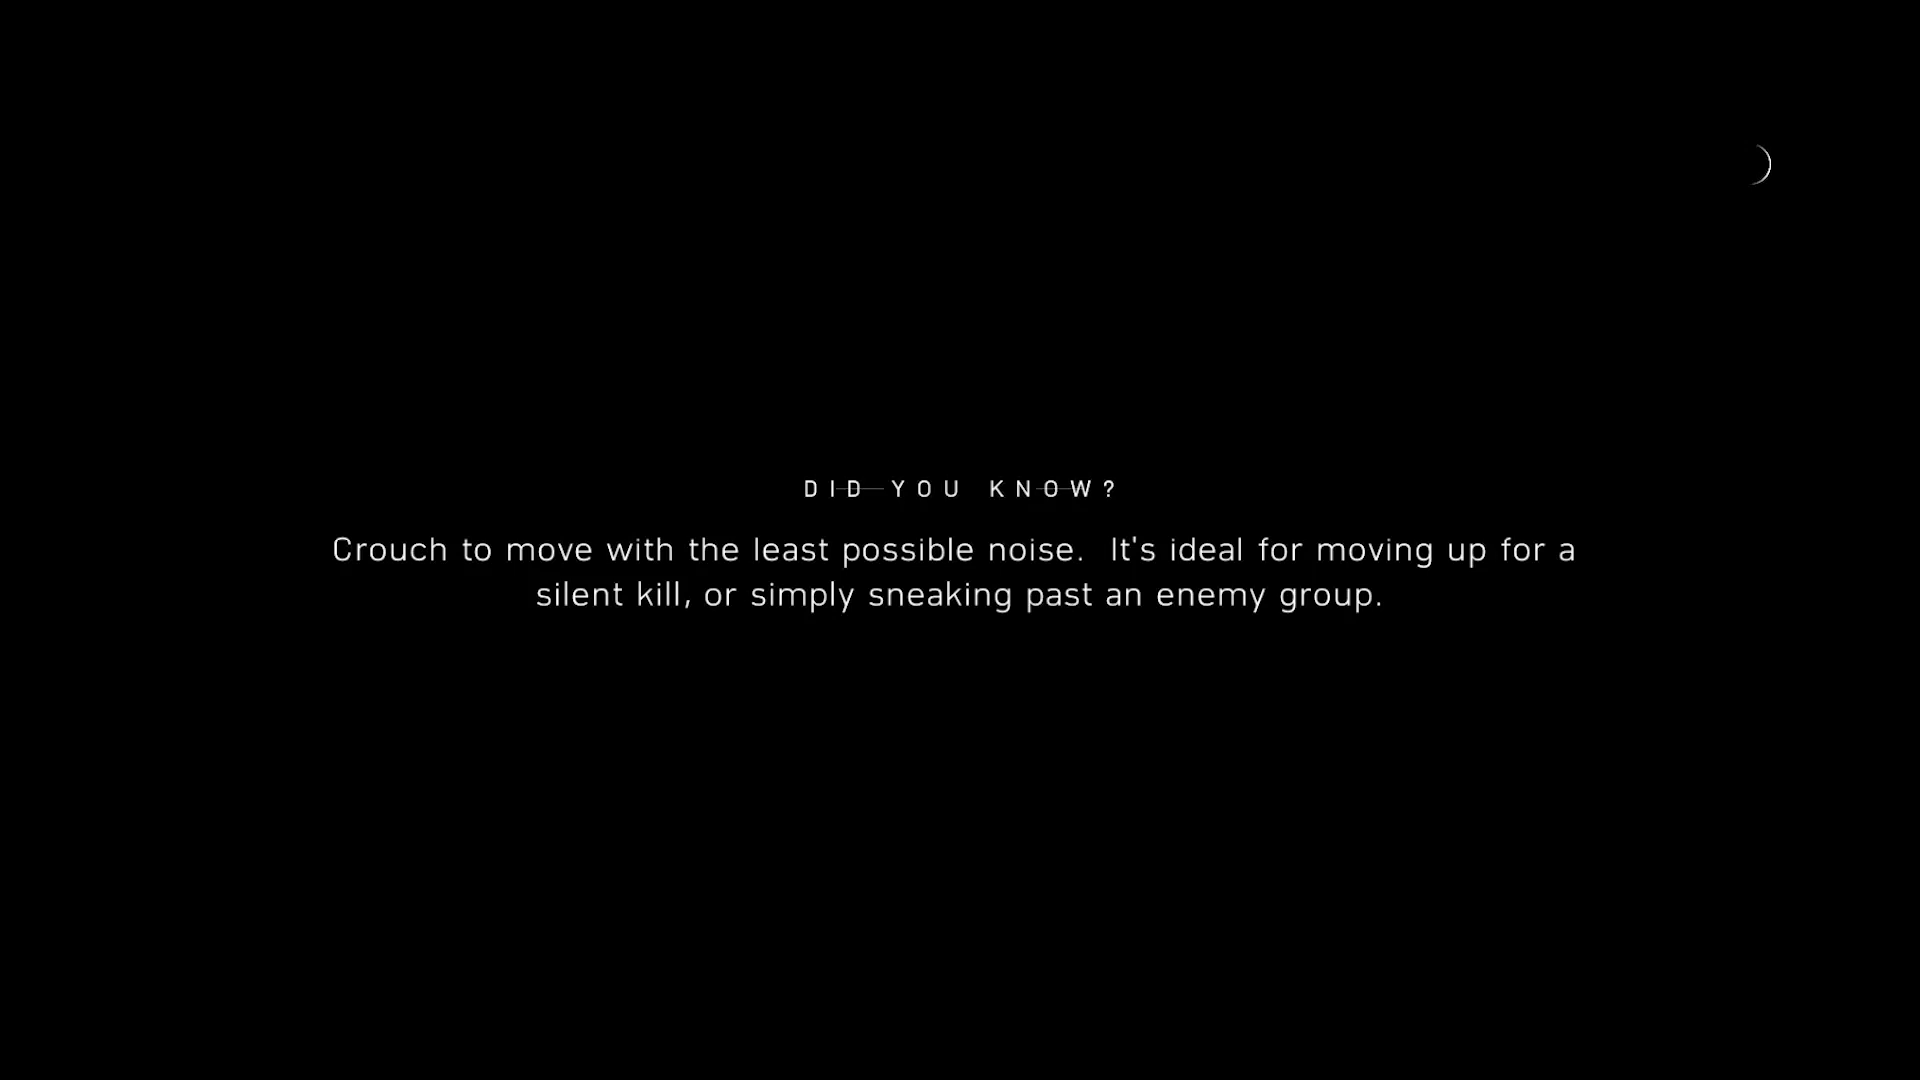 DID YOU KNOW?
Crouch to move with the least possible noise.  It's ideal for moving up for a
silent kill, or simply sneaking past an enemy group.